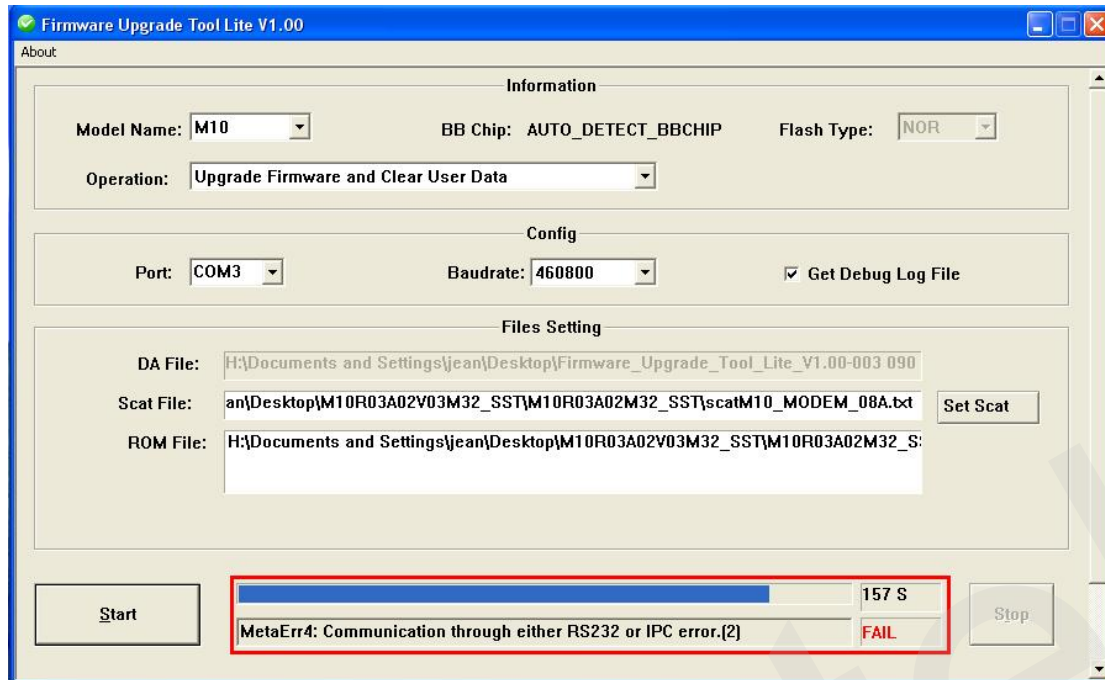 Firmware Upgrade Tool Lite V1.00
About
Information
Model Name: M10 BB Chip: AUTO_DETECT_BBCHIP Flash Type: NOR
Operation: Upgrade Firmware and Clear User Data
Config
Port: COM3 Baudrate: 460800 Get Debug Log File
Files Setting
DA File: H:\Documents and Settings\jean\Desktop\Firmware_Upgrade_Tool_Lite_V1.00-003 090
Scat File: an\Desktop\M10R03A02V03M32_SST\M10R03A02M32_SST\scatM10_MODEM_08A.txt Set Scat
ROM File: H:\Documents and Settings\jean\Desktop\M10R03A02V03M32_SST\M10R03A02M32_S
157 S
Start Stop
MetaErr4: Communication through either RS232 or IPC error.(2) FAIL